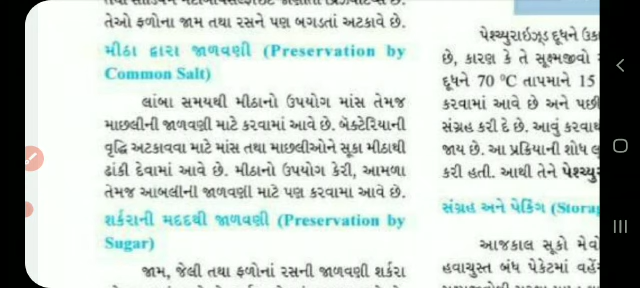 તેઓ ફળોના જામ તથા રસને પણ બગડતાં અટકાવે છે.
મીઠા દ્વારા જાળવણી (Preservation by
Common Salt)
લાંબા સમયથી મીઠાનો ઉપયોગ માંસ તેમજ
માછલીની જાળવણી માટે કરવામાં આવે છે. બૅક્ટેરિયાની
વૃદ્ધિ અટકાવવા માટે માંસ તથા માછલીઓને સૂકા મીઠાથી
ઢાંકી દેવામાં આવે છે. મીઠાનો ઉપયોગ કેરી, આમળા
તેમજ આબલીની જાળવણી માટે પણ કરવામાં આવે છે.
શર્કરાની મદદથી જાળવણી (Preservation by
Sugar)
જામ, જેલી તથા ફળોનાં રસની જાળવણી શર્કરા
પેશ્ચ્યુરાઇઝ્ડ દૂધને
છે, કારણ કે તે સૂક્ષ્મજીવો
દૂધને 70 °C તાપમાને 15
કરવામાં આવે છે અને પછી
સંગ્રહ કરી દે છે. આવું
જાય છે. આ પ્રક્રિયાની શોધ
કરી હતી. આથી તેને
સંગ્રહ અને પેકિંગ
આજકાલ સૂકો
હવાચુસ્ત બંધ પેકેટમાં